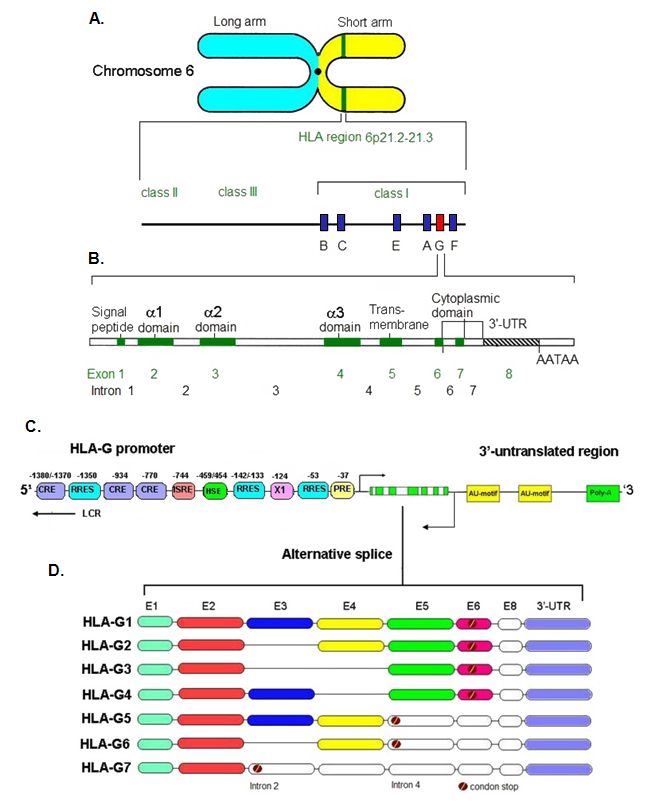 A.
Long arm Short arm
Chromosome 6
HLA region 6p21.2-21.3
class II class III class I
B C E A G F
B.
Signal peptide
α1 domain
α2 domain
α3 domain
Trans-membrane
Cytoplasmic domain
3'-UTR
AATAA
Exon 1 2 3 4 5 6 7 8
Intron 1 2 3 4 5 6 7
C.
HLA-G promoter 3'-untranslated region
-1380/-1370 -1350 -934 -770 -744 -459/454 -142/-133 -124 -53 -37
5' CRE RRES CRE CRE ISRE HSE RRES X1 RRES PRE AU-motif AU-motif Poly-A '3
LCR
Alternative splice
D.
E1 E2 E3 E4 E5 E6 E8 3'-UTR
HLA-G1
HLA-G2
HLA-G3
HLA-G4
HLA-G5
HLA-G6
HLA-G7
Intron 2 Intron 4 condon stop